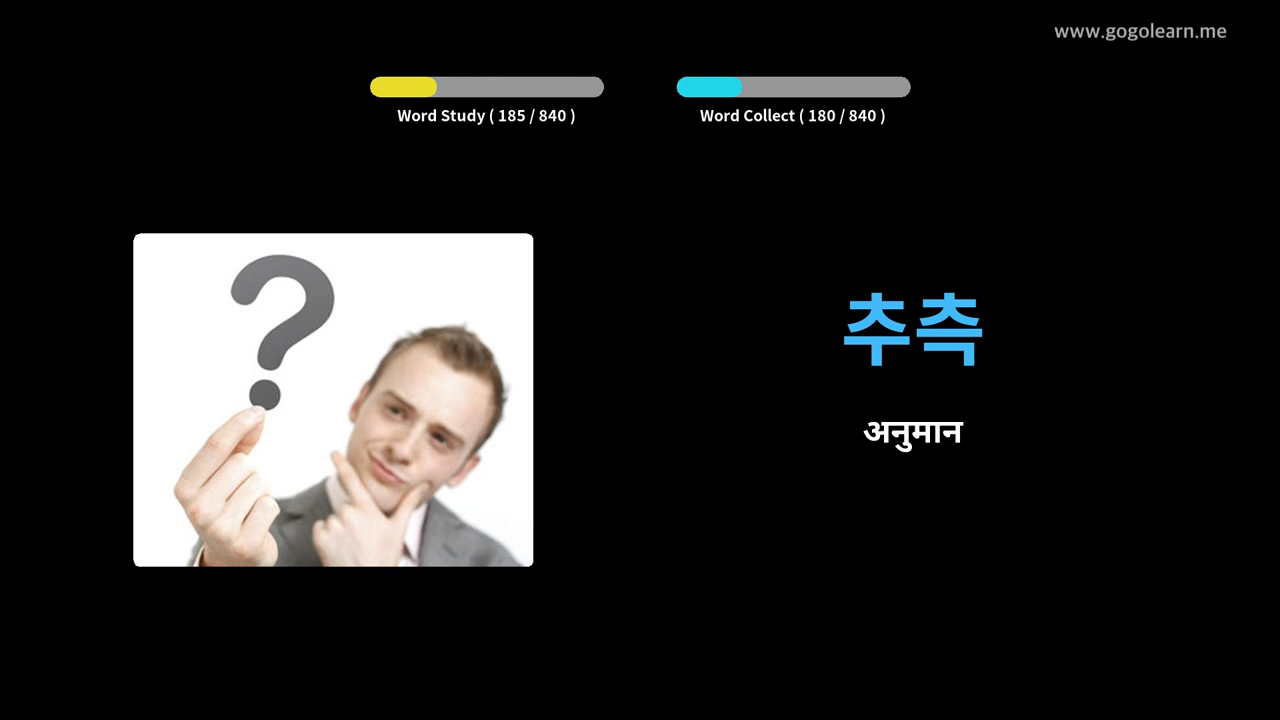 www.gogolearn.me
Word Study ( 185 / 840 )
Word Collect ( 180 / 840 )
?
추측
अनुमान